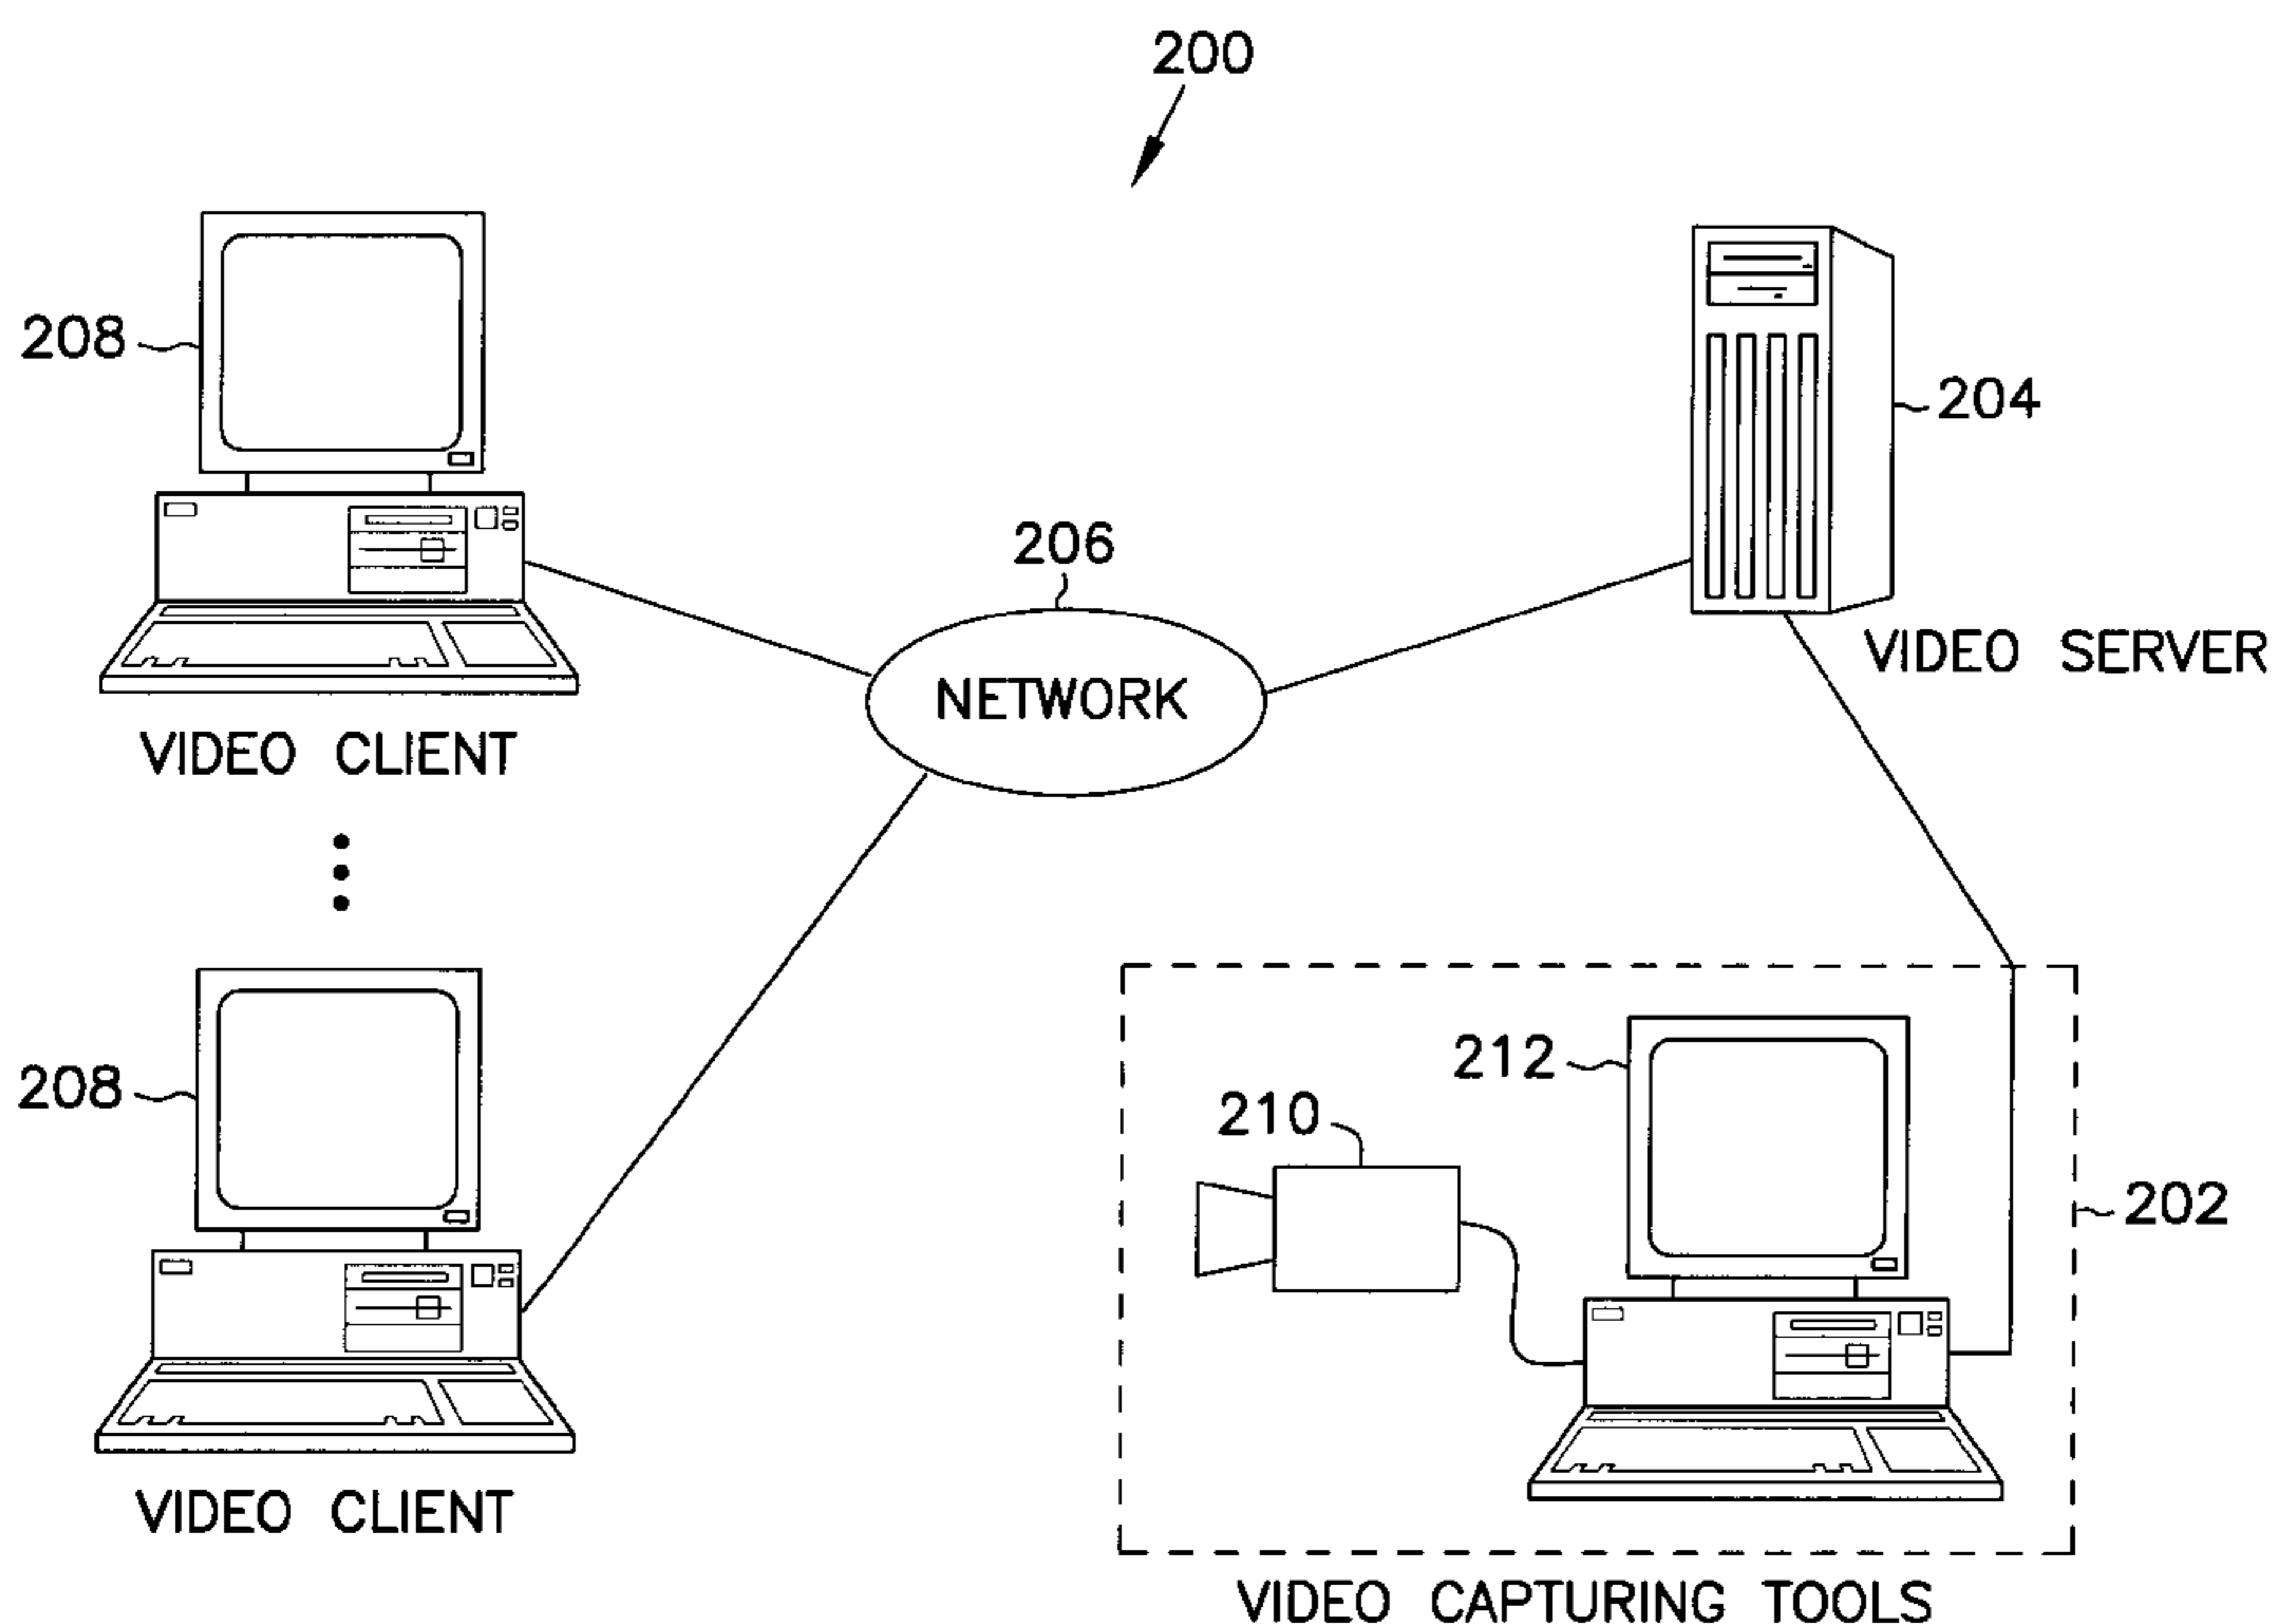 200
208
204
206
VIDEO SERVER
NETWORK
VIDEO CLIENT
212
208
210
202
VIDEO CLIENT
VIDEO CAPTURING TOOLS